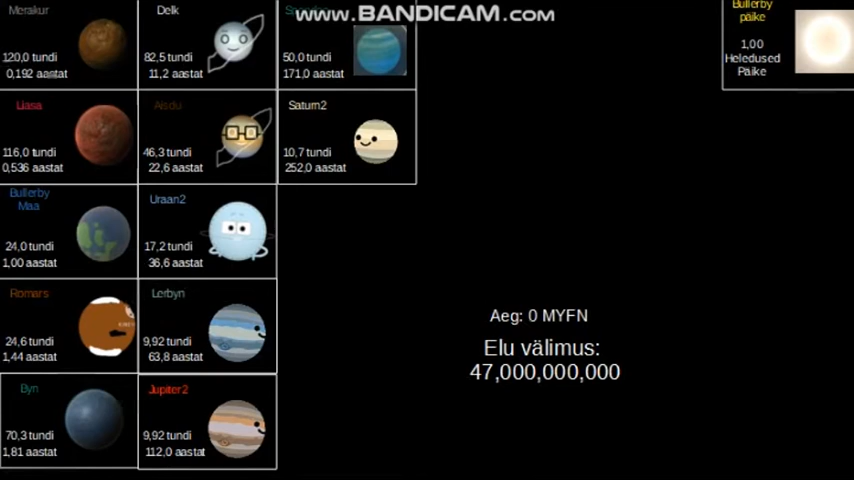 www.BANDICAM.com
Merakur
120,0 tundi
0,192 aastat
Delk
82,5 tundi
11,2 aastat
50,0 tundi
171,0 aastat
Bullerby
päike
1,00
Heledused
Päike
Liasa
116,0 tundi
0,536 aastat
Aisdu
46,3 tundi
22,6 aastat
Saturn2
10,7 tundi
252,0 aastat
Bullerby
Maa
24,0 tundi
1,00 aastat
Uraan2
17,2 tundi
36,6 aastat
Romars
24,6 tundi
1,44 aastat
Lerbyn
9,92 tundi
63,8 aastat
Byn
70,3 tundi
1,81 aastat
Jupiter2
9,92 tundi
112,0 aastat
Aeg: 0 MYFN
Elu välimus:
47,000,000,000